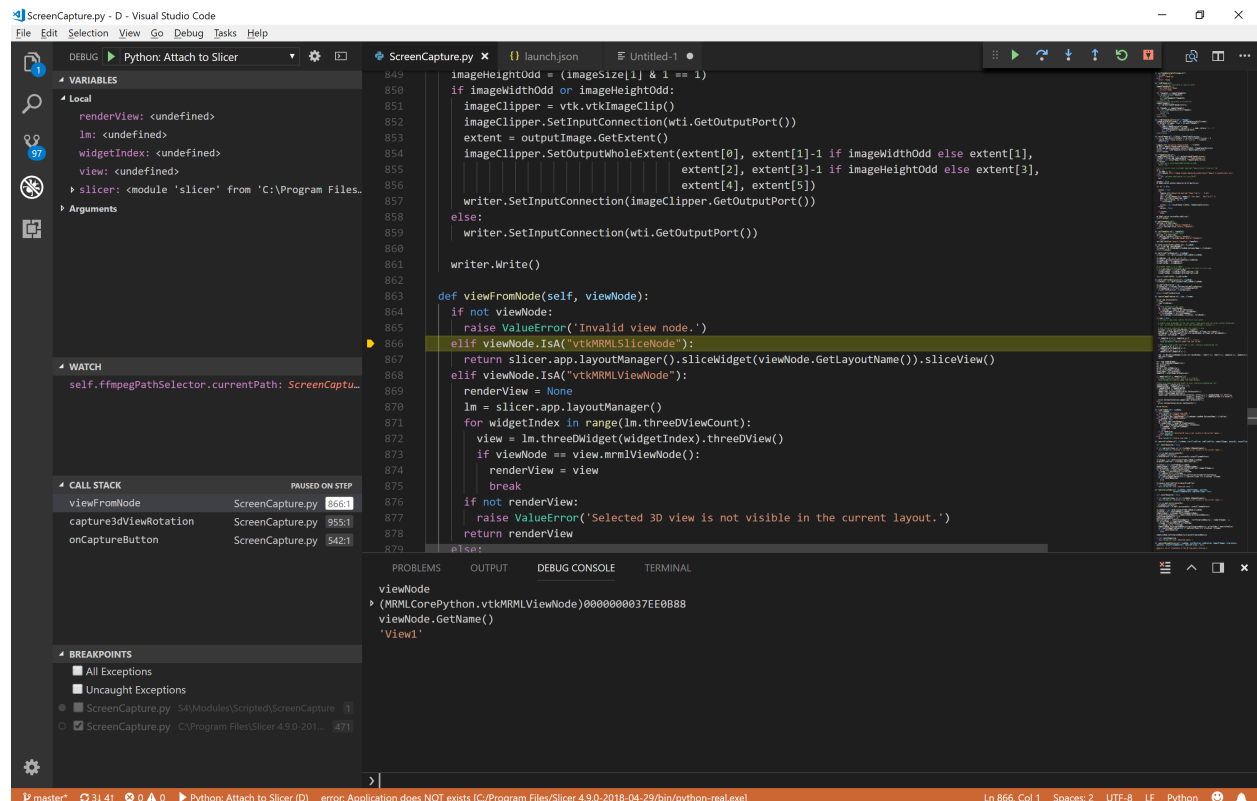 ScreenCapture.py - D - Visual Studio Code
File Edit Selection View Go Debug Tasks Help
DEBUG Python: Attach to Slicer
1
97
VARIABLES
Local
renderView: <undefined>
lm: <undefined>
widgetIndex: <undefined>
view: <undefined>
slicer: <module 'slicer' from 'C:\Program Files…
Arguments
WATCH
self.ffmpegPathSelector.currentPath: ScreenCaptu…
CALL STACK PAUSED ON STEP
viewFromNode ScreenCapture.py 866:1
capture3dViewRotation ScreenCapture.py 955:1
onCaptureButton ScreenCapture.py 542:1
BREAKPOINTS
All Exceptions
Uncaught Exceptions
ScreenCapture.py S4\Modules\Scripted\ScreenCapture 1
ScreenCapture.py C:\Program Files\Slicer 4.9.0-201... 471
ScreenCapture.py launch.json Untitled-1
849 imageHeightOdd = (imageSize[1] & 1 == 1)
850 if imageWidthOdd or imageHeightOdd:
851 imageClipper = vtk.vtkImageClip()
852 imageClipper.SetInputConnection(wti.GetOutputPort())
853 extent = outputImage.GetExtent()
854 imageClipper.SetOutputWholeExtent(extent[0], extent[1]-1 if imageWidthOdd else extent[1],
855 extent[2], extent[3]-1 if imageHeightOdd else extent[3],
856 extent[4], extent[5])
857 writer.SetInputConnection(imageClipper.GetOutputPort())
858 else:
859 writer.SetInputConnection(wti.GetOutputPort())
860
861 writer.Write()
862
863 def viewFromNode(self, viewNode):
864 if not viewNode:
865 raise ValueError('Invalid view node.')
866 elif viewNode.IsA("vtkMRMLSliceNode"):
867 return slicer.app.layoutManager().sliceWidget(viewNode.GetLayoutName()).sliceView()
868 elif viewNode.IsA("vtkMRMLViewNode"):
869 renderView = None
870 lm = slicer.app.layoutManager()
871 for widgetIndex in range(lm.threeDViewCount):
872 view = lm.threeDWidget(widgetIndex).threeDView()
873 if viewNode == view.mrmlViewNode():
874 renderView = view
875 break
876 if not renderView:
877 raise ValueError('Selected 3D view is not visible in the current layout.')
878 return renderView
879 else:
PROBLEMS OUTPUT DEBUG CONSOLE TERMINAL
viewNode
(MRMLCorePython.vtkMRMLViewNode)0000000037EE0B88
viewNode.GetName()
'View1'
master* 3↓ 4↑ 0 0 Python: Attach to Slicer (D) error: Application does NOT exists [C:/Program Files/Slicer 4.9.0-2018-04-29/bin/python-real.exe] Ln 866, Col 1 Spaces: 2 UTF-8 LF Python